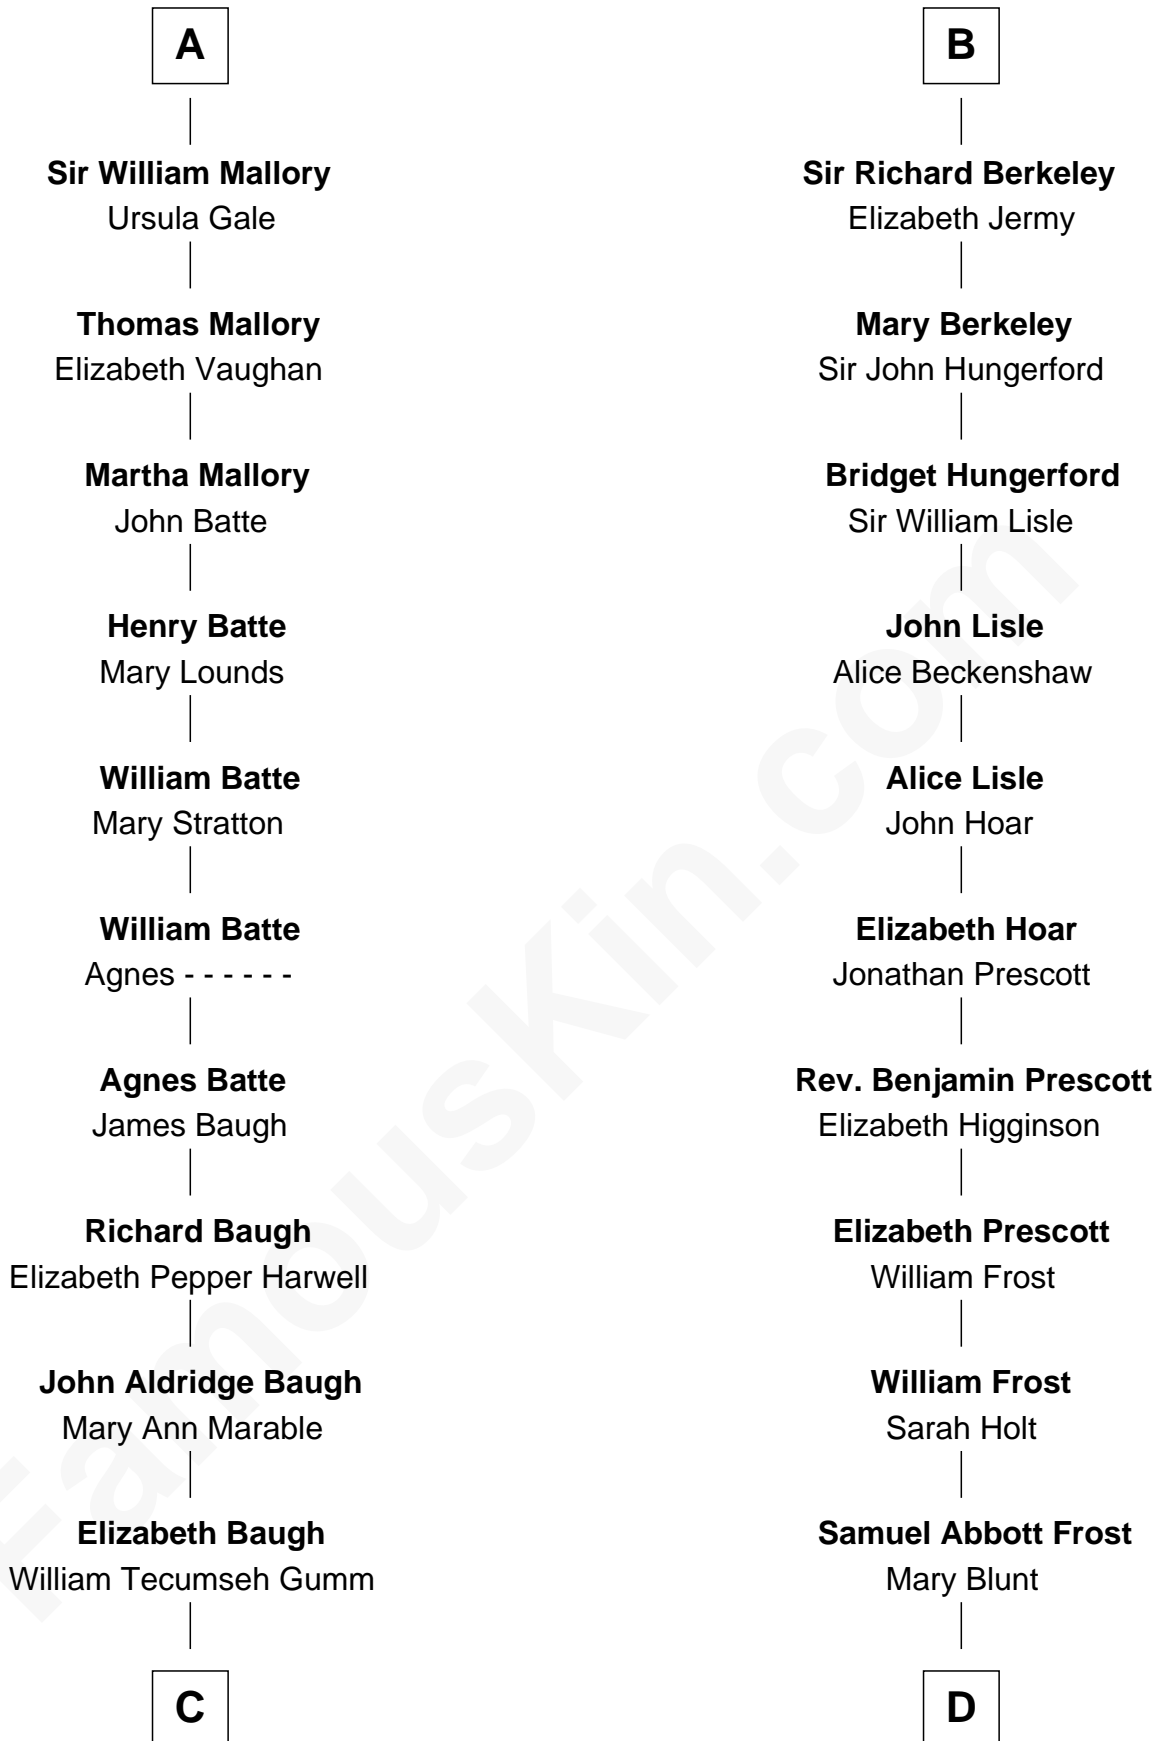 A
Sir William Mallory
Ursula Gale
Thomas Mallory
Elizabeth Vaughan
Martha Mallory
John Batte
Henry Batte
Mary Lounds
William Batte
Mary Stratton
William Batte
Agnes - - - - - -
Agnes Batte
James Baugh
Richard Baugh
Elizabeth Pepper Harwell
John Aldridge Baugh
Mary Ann Marable
Elizabeth Baugh
William Tecumseh Gumm
C
B
Sir Richard Berkeley
Elizabeth Jermy
Mary Berkeley
Sir John Hungerford
Bridget Hungerford
Sir William Lisle
John Lisle
Alice Beckenshaw
Alice Lisle
John Hoar
Elizabeth Hoar
Jonathan Prescott
Rev. Benjamin Prescott
Elizabeth Higginson
Elizabeth Prescott
William Frost
William Frost
Sarah Holt
Samuel Abbott Frost
Mary Blunt
D
FamousKin.com